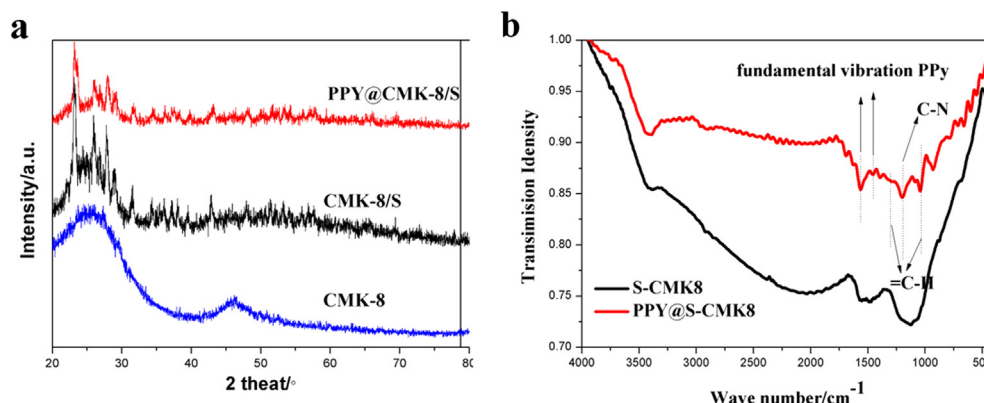 a
PPY@CMK-8/S
CMK-8/S
CMK-8
Intensity/a.u.
20 30 40 50 60 70 80
2 theat/°
b
1.00
0.95
0.90
0.85
0.80
0.75
0.70
fundamental vibration PPy
C-N
=C-H
S-CMK8
PPY@S-CMK8
Transimision Idensity
4000 3500 3000 2500 2000 1500 1000 500
Wave number/cm-1